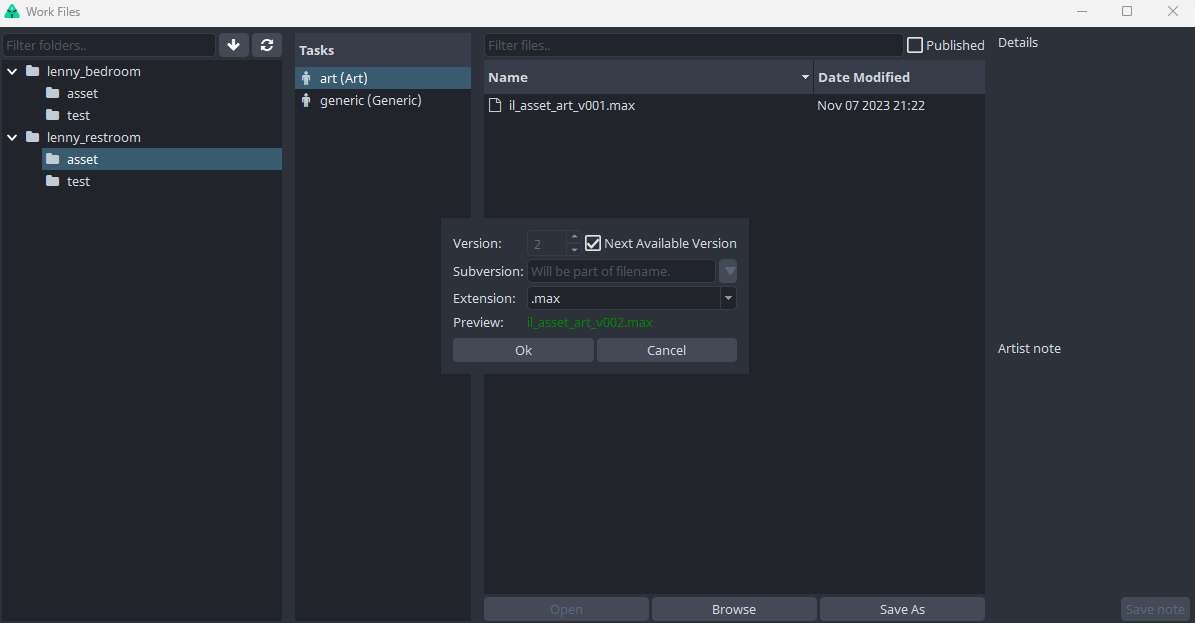 Work Files
Filter folders..
lenny_bedroom
asset
test
lenny_restroom
asset
test
Tasks
art (Art)
generic (Generic)
Filter files..
Published
Name
Date Modified
il_asset_art_v001.max
Nov 07 2023 21:22
Version:
2
Next Available Version
Subversion:
Will be part of filename.
Extension:
.max
Preview:
il_asset_art_v002.max
Ok
Cancel
Open
Browse
Save As
Details
Artist note
Save note